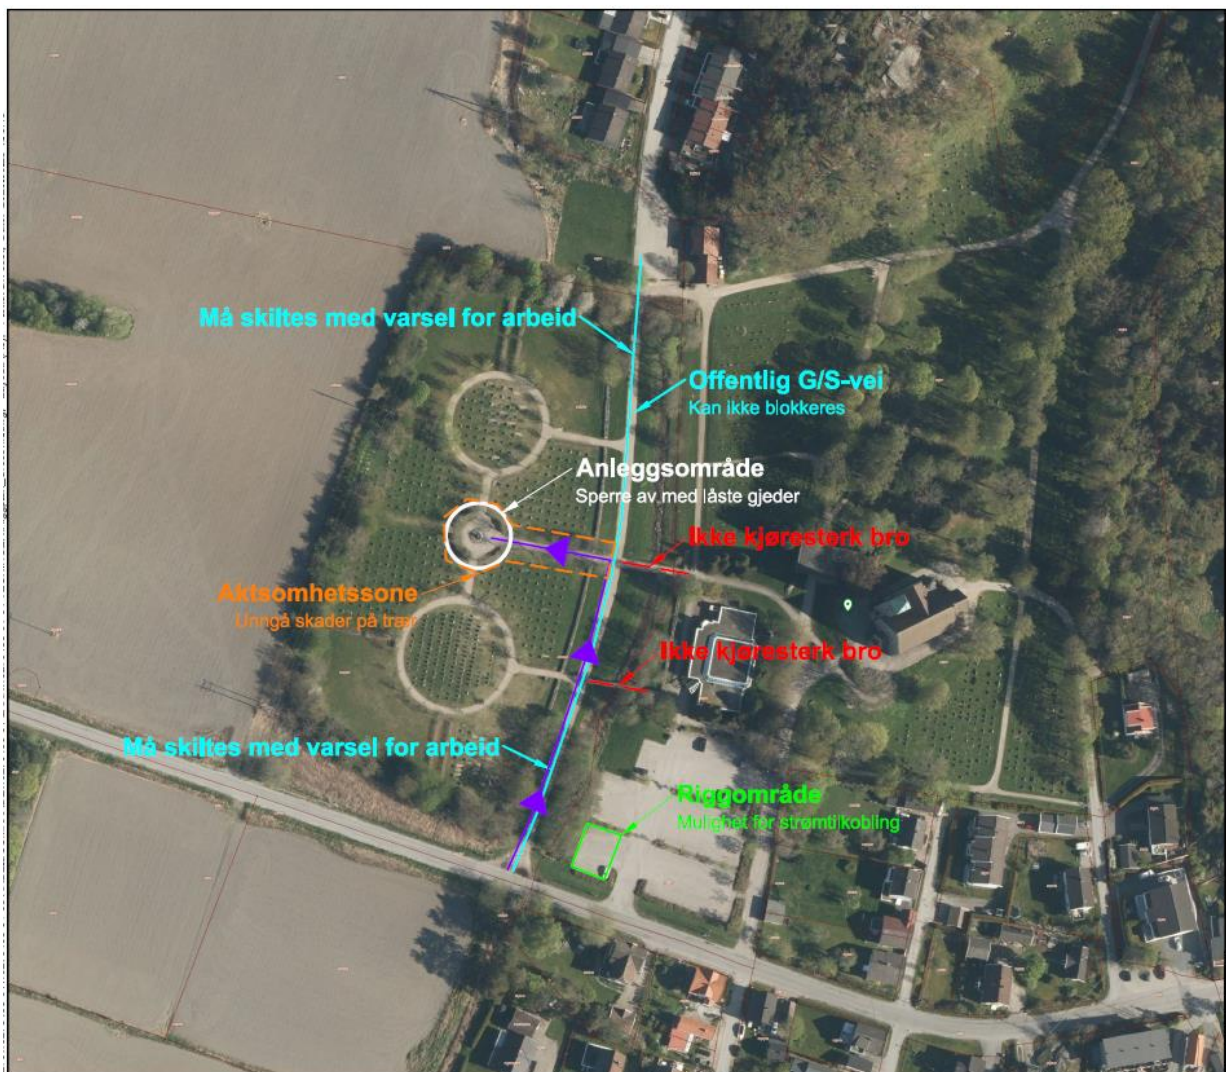 Må skiltes med varsel for arbeid
Offentlig G/S-vei
Kan ikke blokkeres
Anleggsområde
Sperre av med låste gjeder
Ikke kjøresterk bro
Aktsomhetssone
Unngå skader på trær
Ikke kjøresterk bro
Må skiltes med varsel for arbeid
Riggområde
Mulighet for strømtilkobling